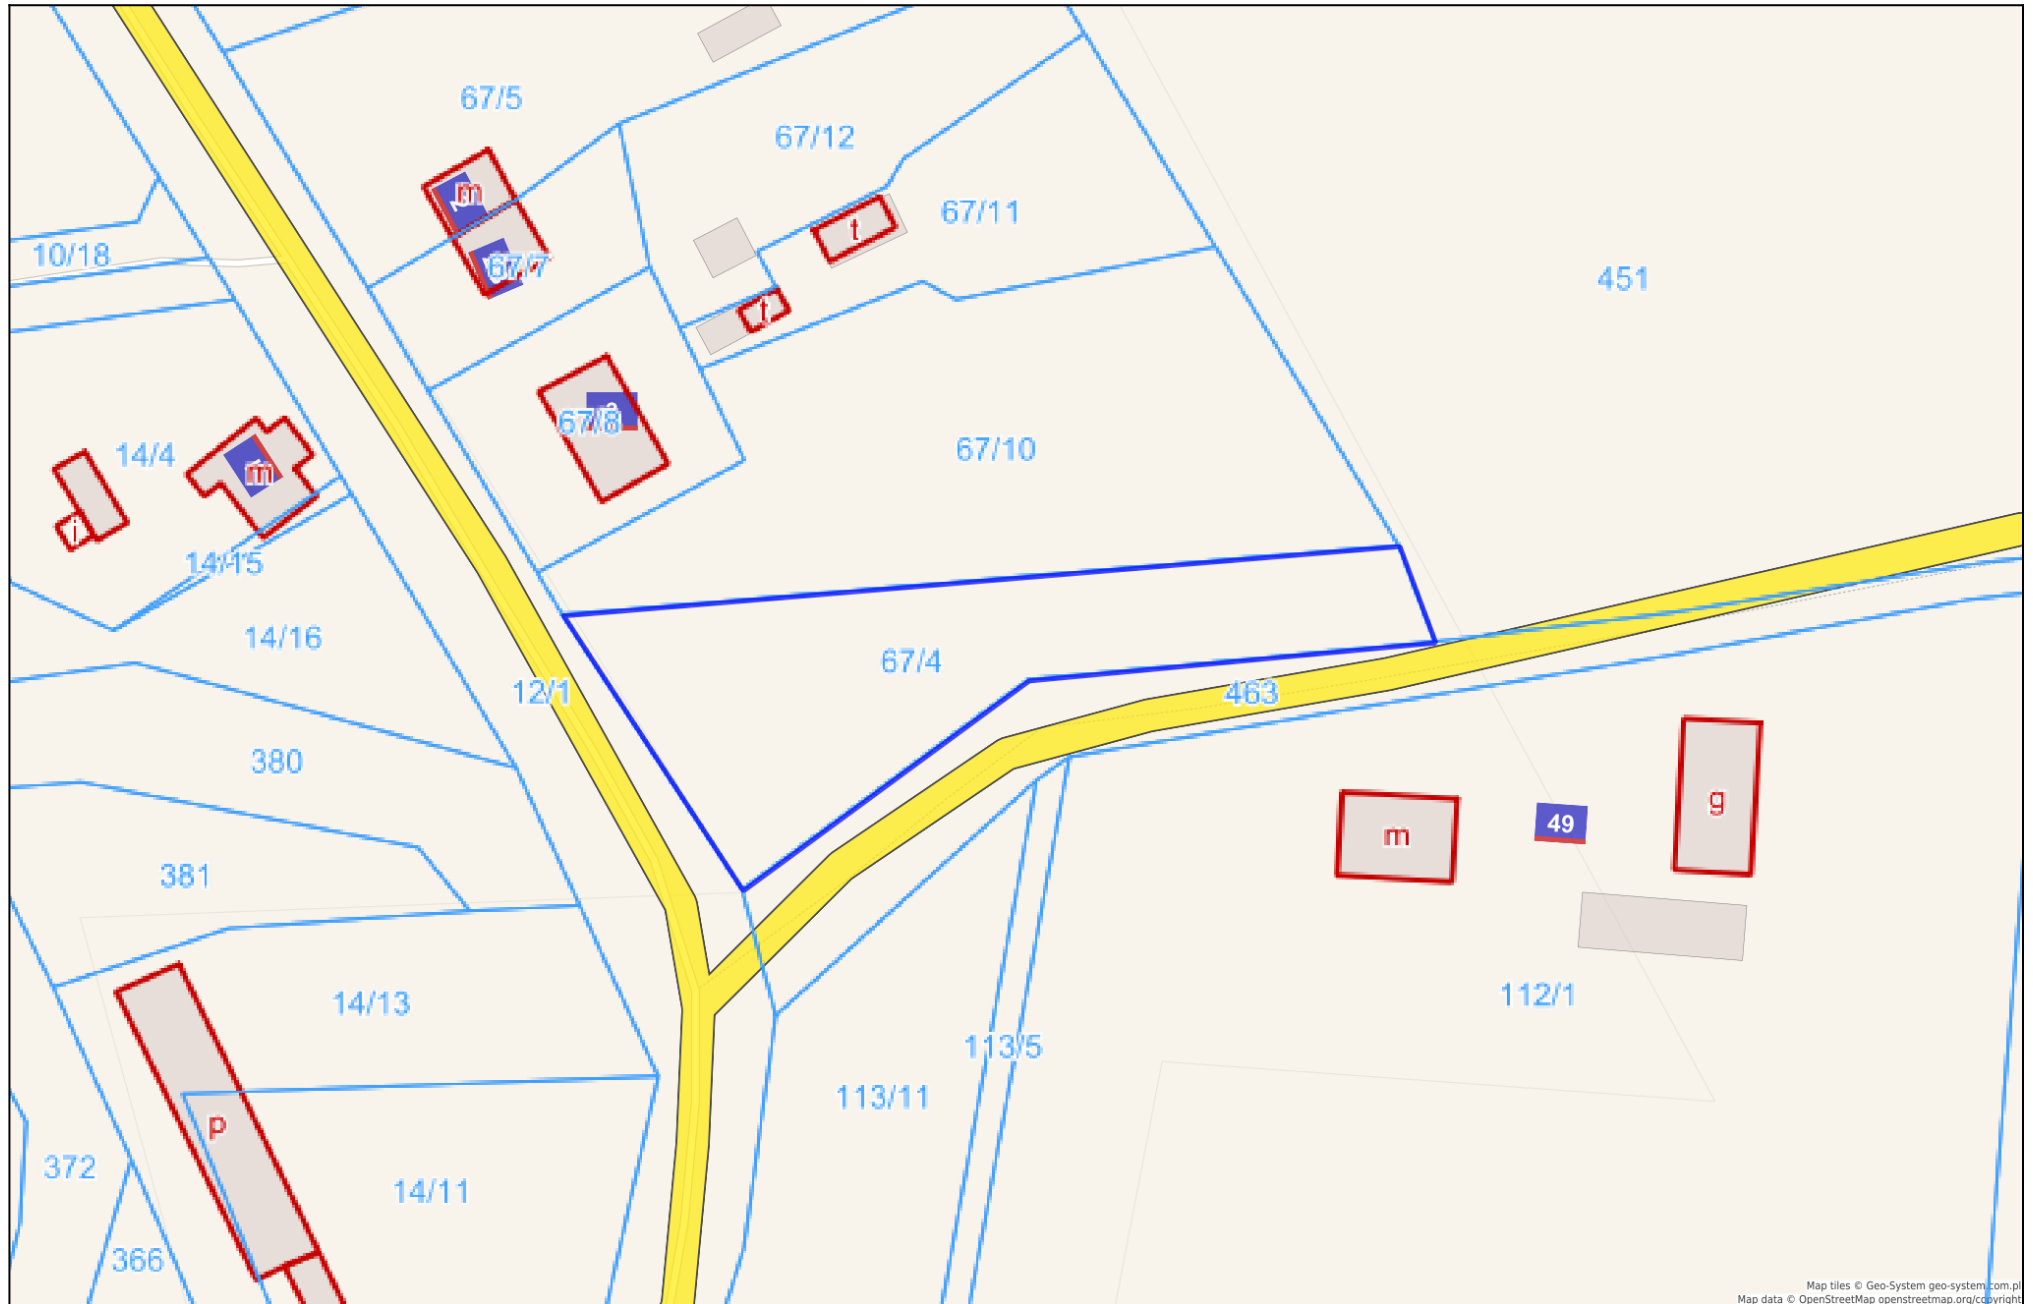 67/5
67/12
m
67/11
t
10/18
67/7
451
t
67/8
67/10
14/4
m
j
14/15
14/16
67/4
12/1
463
380
g
49
m
381
112/1
14/13
113/5
113/11
p
372
14/11
366
Map tiles © Geo-System geo-system.com.pl
Map data © OpenStreetMap openstreetmap.org/copyright